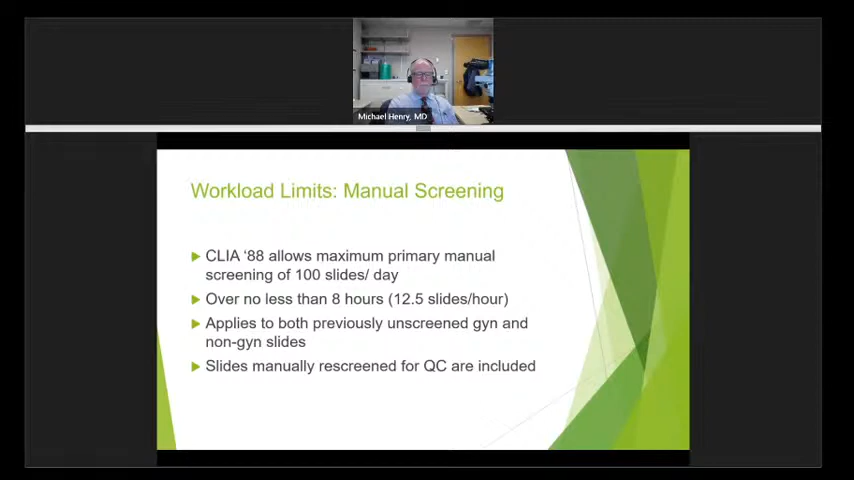 Michael Henry, MD
Workload Limits: Manual Screening
CLIA ‘88 allows maximum primary manual
screening of 100 slides/ day
Over no less than 8 hours (12.5 slides/hour)
Applies to both previously unscreened gyn and
non-gyn slides
Slides manually rescreened for QC are included